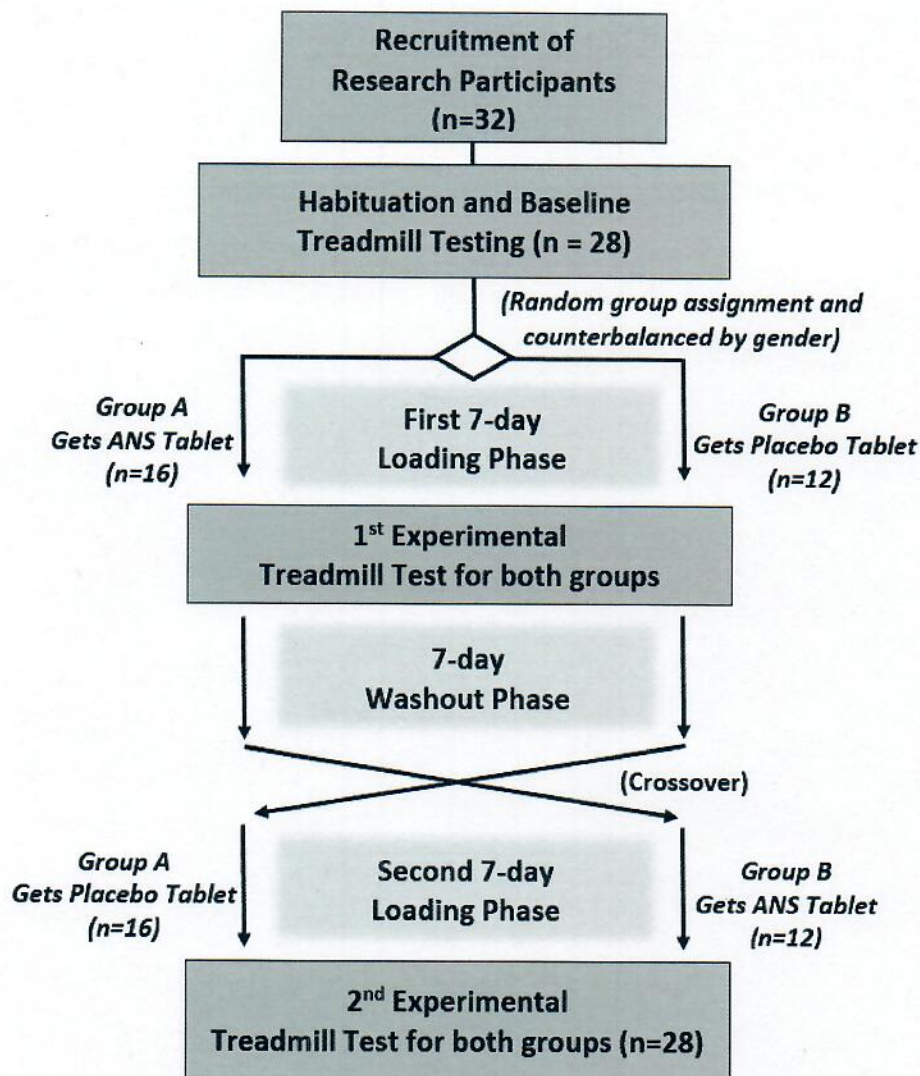 Recruitment of
Research Participants
(n=32)
Habituation and Baseline
Treadmill Testing (n = 28)
(Random group assignment and
counterbalanced by gender)
Group A
Gets ANS Tablet
(n=16)
First 7-day
Loading Phase
Group B
Gets Placebo Tablet
(n=12)
1st Experimental
Treadmill Test for both groups
7-day
Washout Phase
(Crossover)
Group A
Gets Placebo Tablet
(n=16)
Second 7-day
Loading Phase
Group B
Gets ANS Tablet
(n=12)
2nd Experimental
Treadmill Test for both groups (n=28)